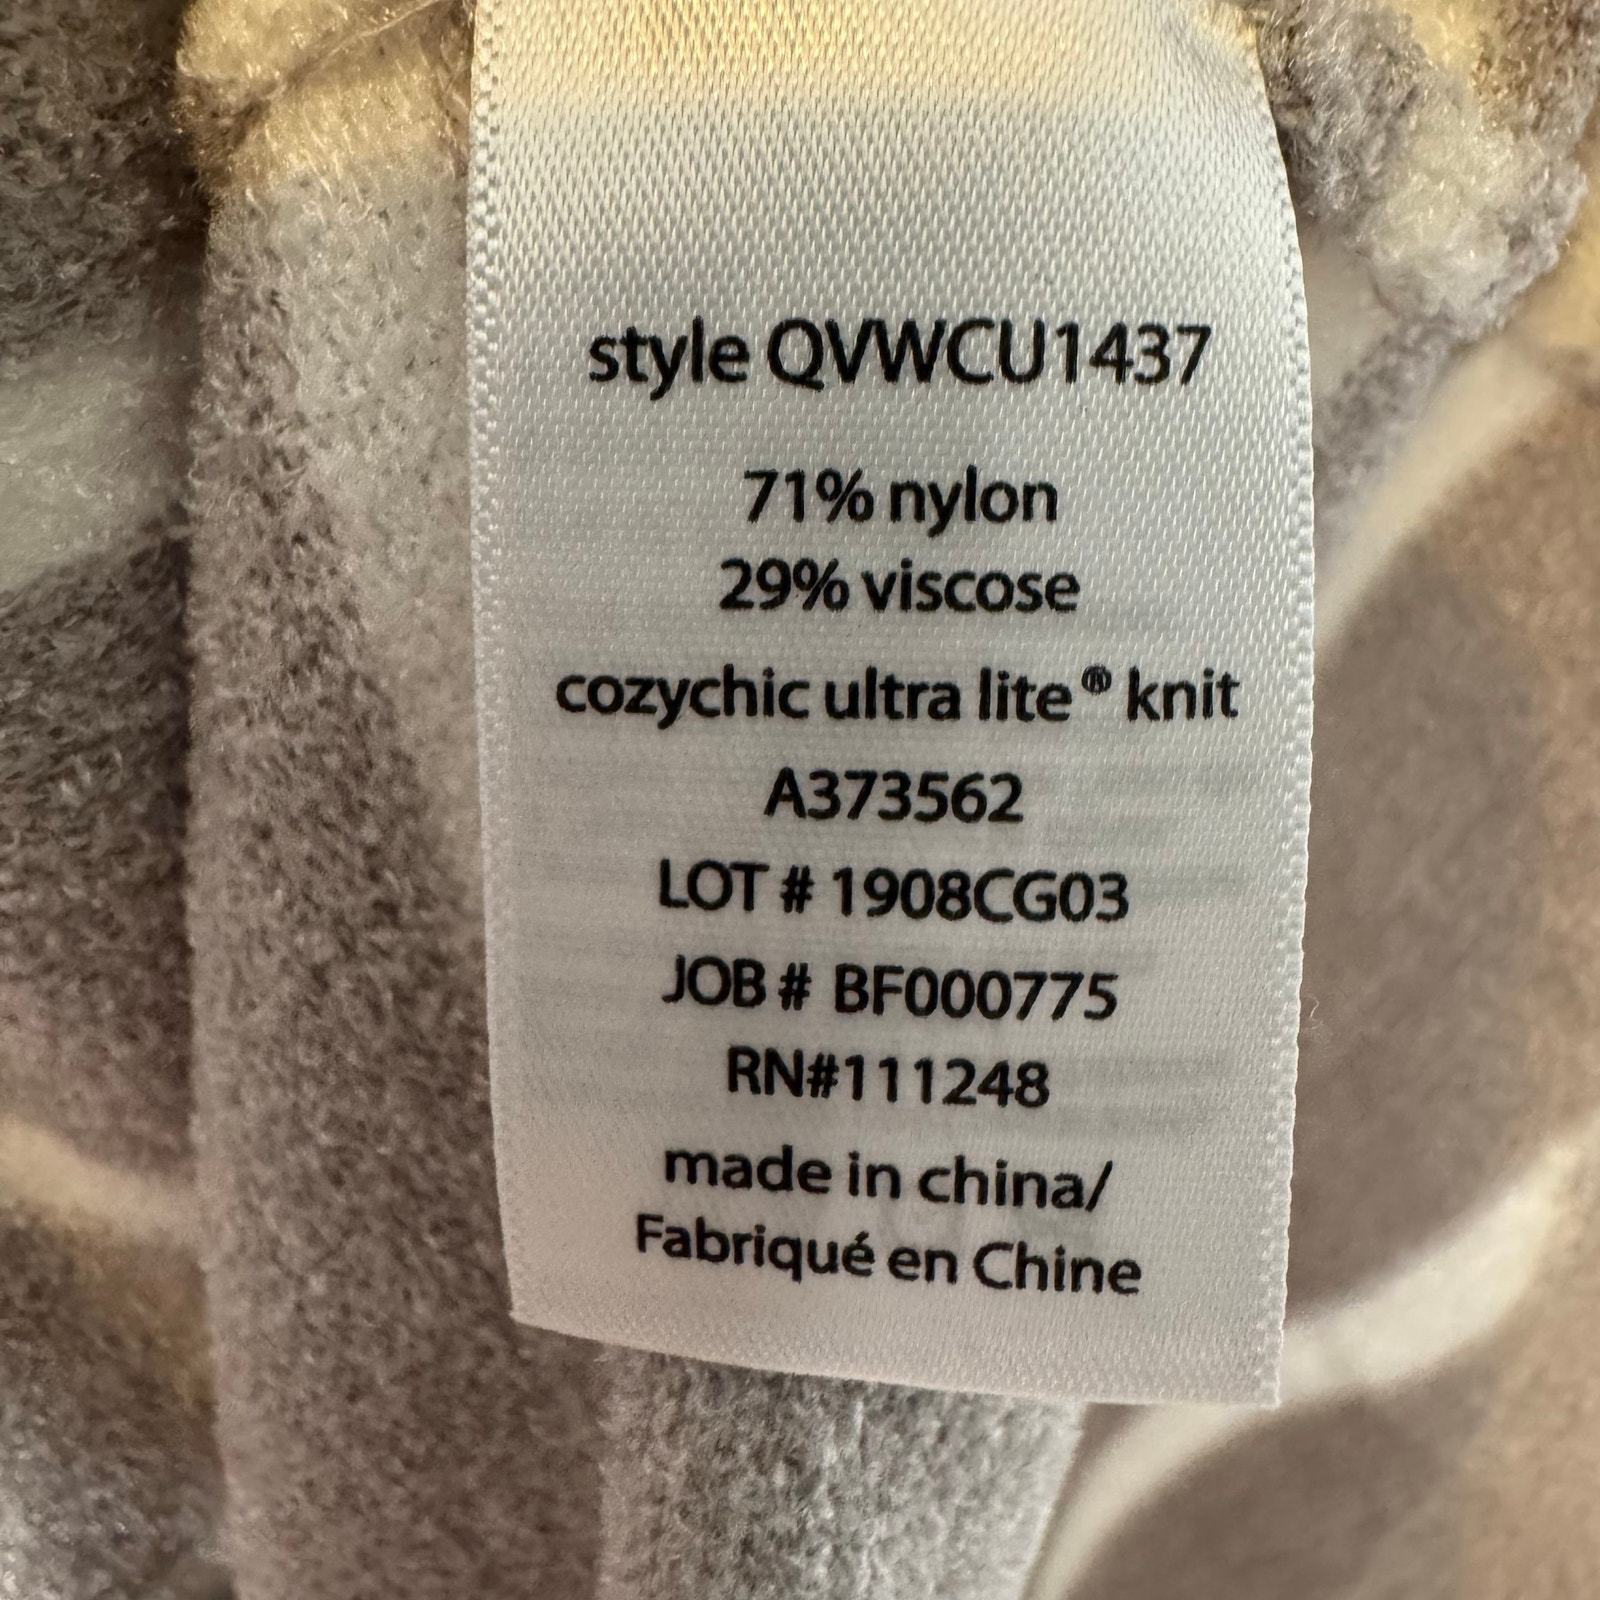 style QVWCU1437
71% nylon
29% viscose
cozychic ultra lite® knit
A373562
LOT # 1908CG03
JOB # BF000775
RN#111248
made in china/
Fabriqué en Chine